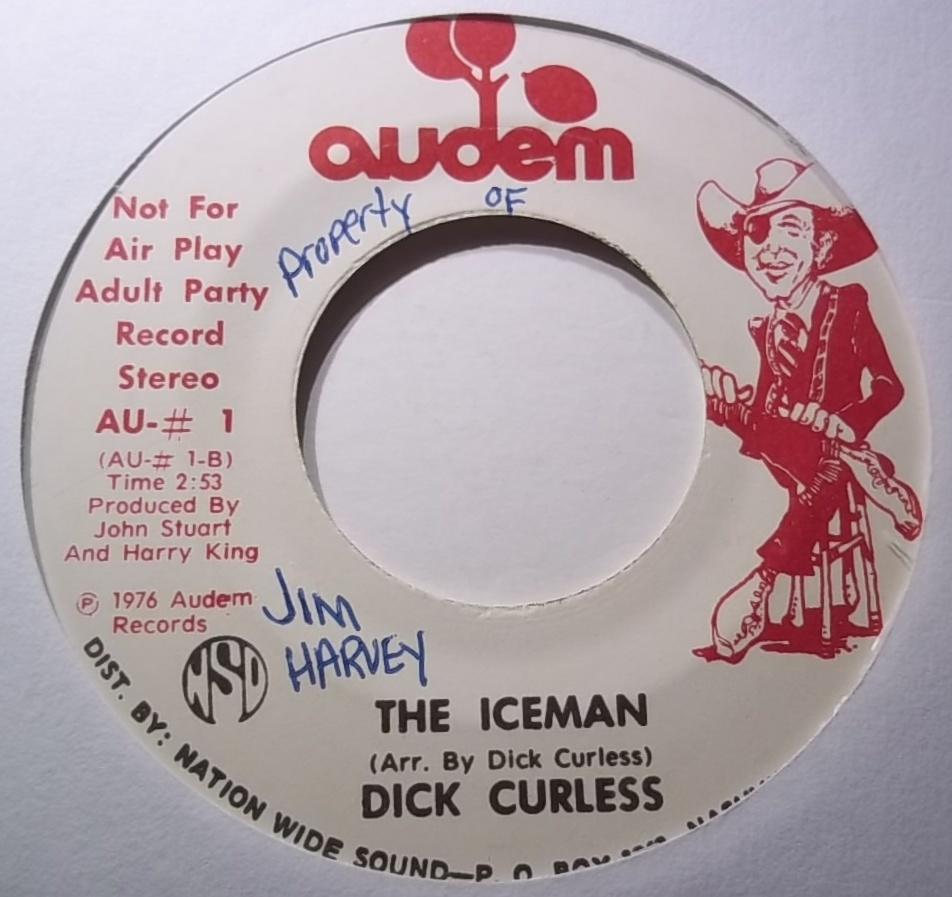 audem
Property OF
Not For
Air Play
Adult Party
Record
Stereo
AU-# 1
(AU-# 1-B)
Time 2:53
Produced By
John Stuart
And Harry King
℗ 1976 Audem
Records
JIM
HARVEY
NSD
THE ICEMAN
(Arr. By Dick Curless)
DICK CURLESS
DIST. BY: NATION WIDE SOUND—P. O. BOX